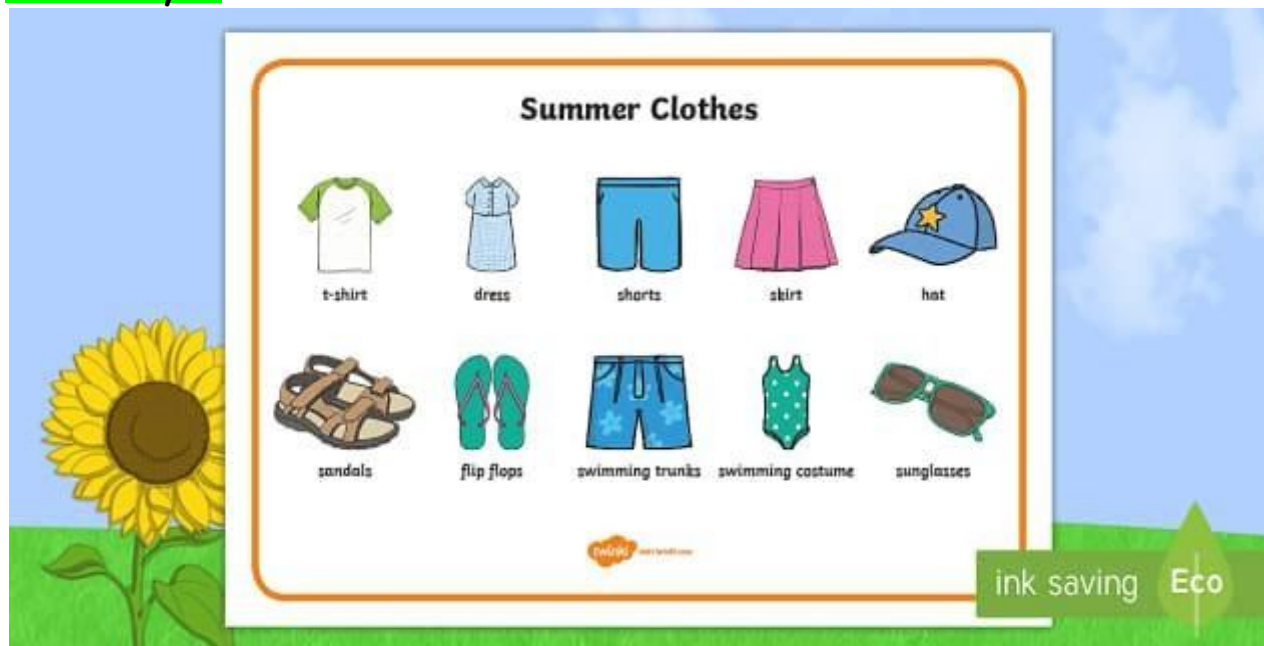 Summer Clothes
t-shirt dress shorts skirt hat
sandals flip flops swimming trunks swimming costume sunglasses
twinkl
ink saving Eco